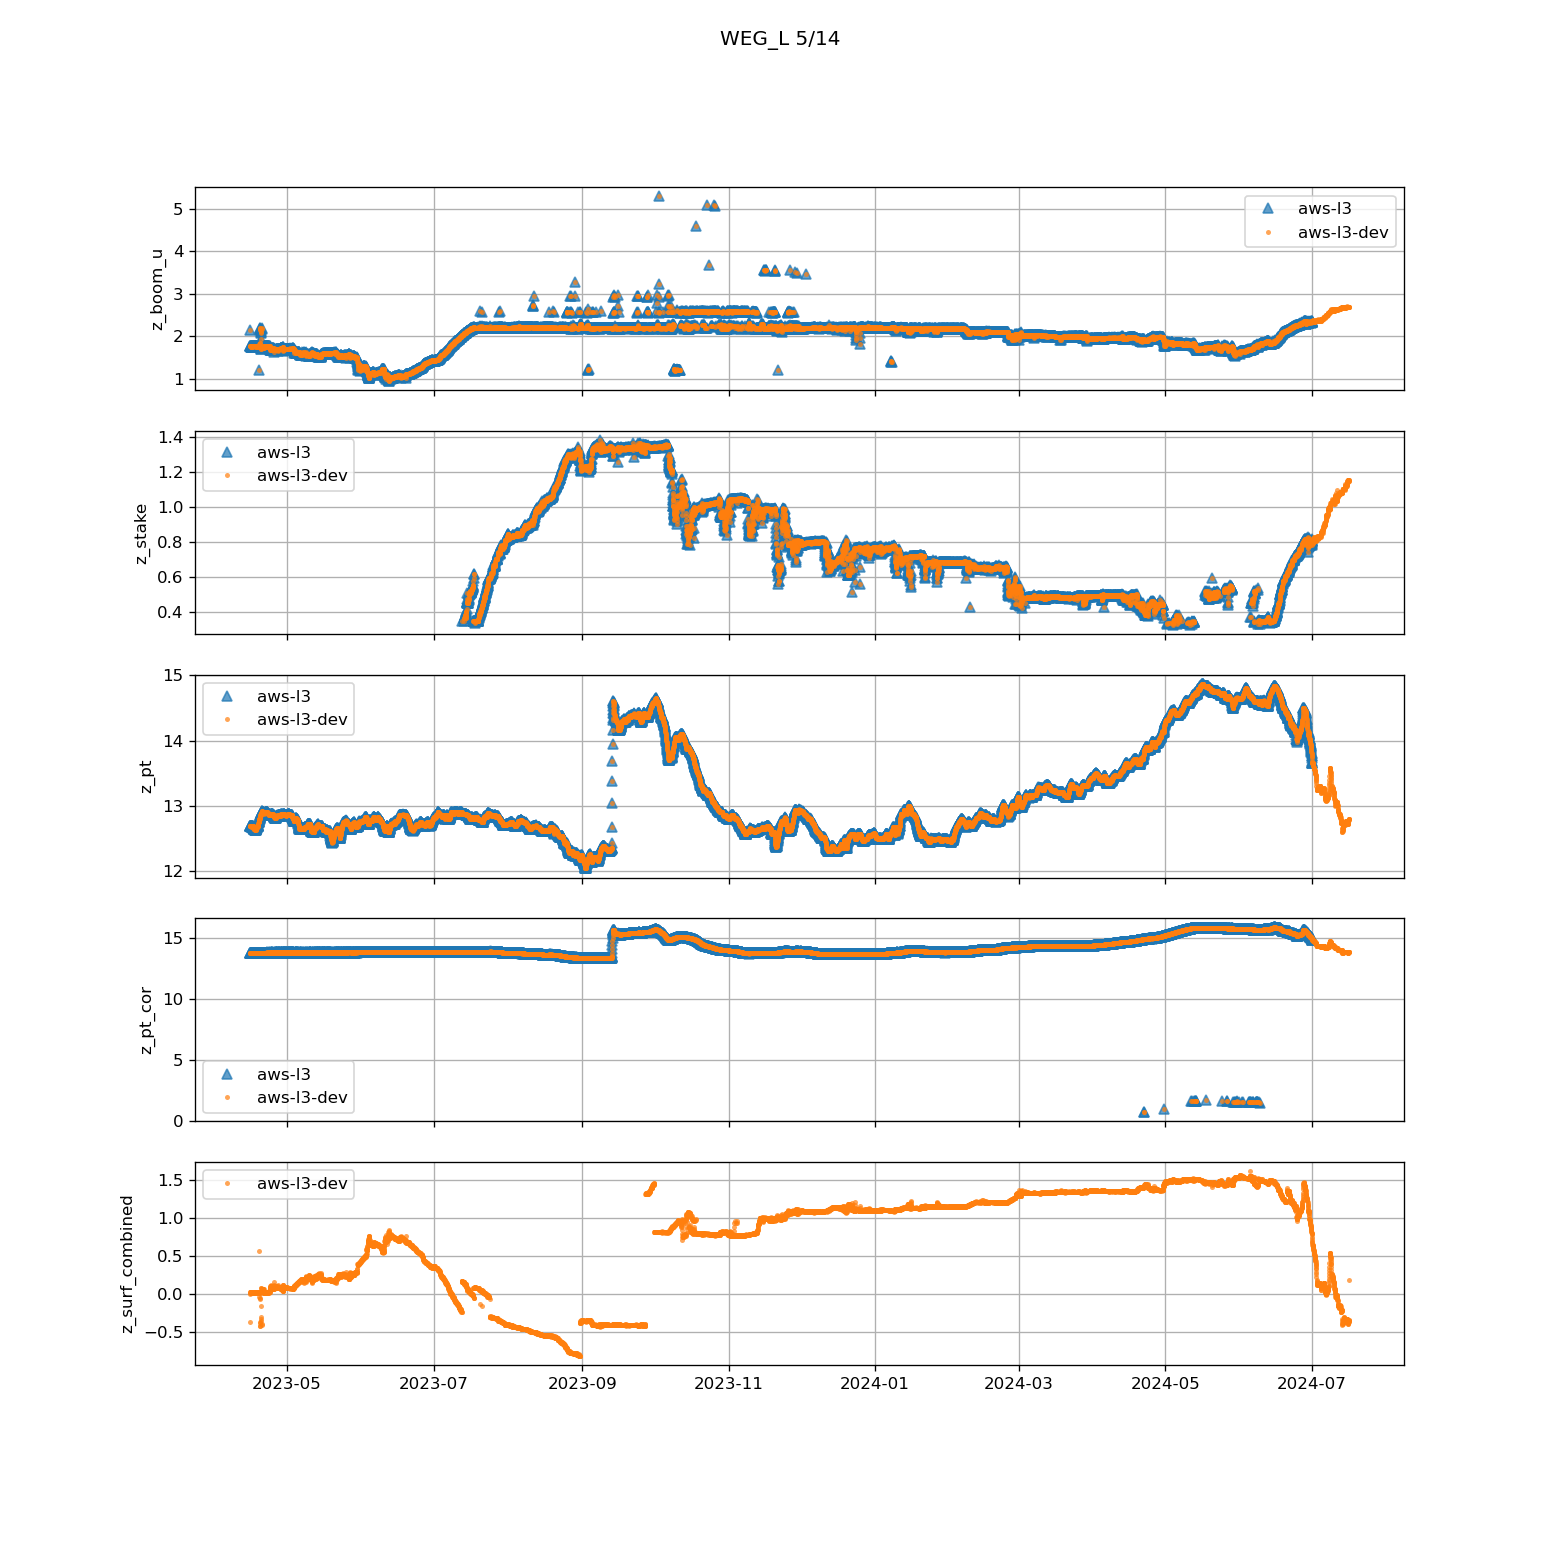 WEG_L 5/14
z_boom_u
5
4
3
2
1
aws-l3
aws-l3-dev
z_stake
1.4
1.2
1.0
0.8
0.6
0.4
aws-l3
aws-l3-dev
z_pt
15
14
13
12
aws-l3
aws-l3-dev
z_pt_cor
15
10
5
0
aws-l3
aws-l3-dev
z_surf_combined
1.5
1.0
0.5
0.0
−0.5
aws-l3-dev
2023-05 2023-07 2023-09 2023-11 2024-01 2024-03 2024-05 2024-07